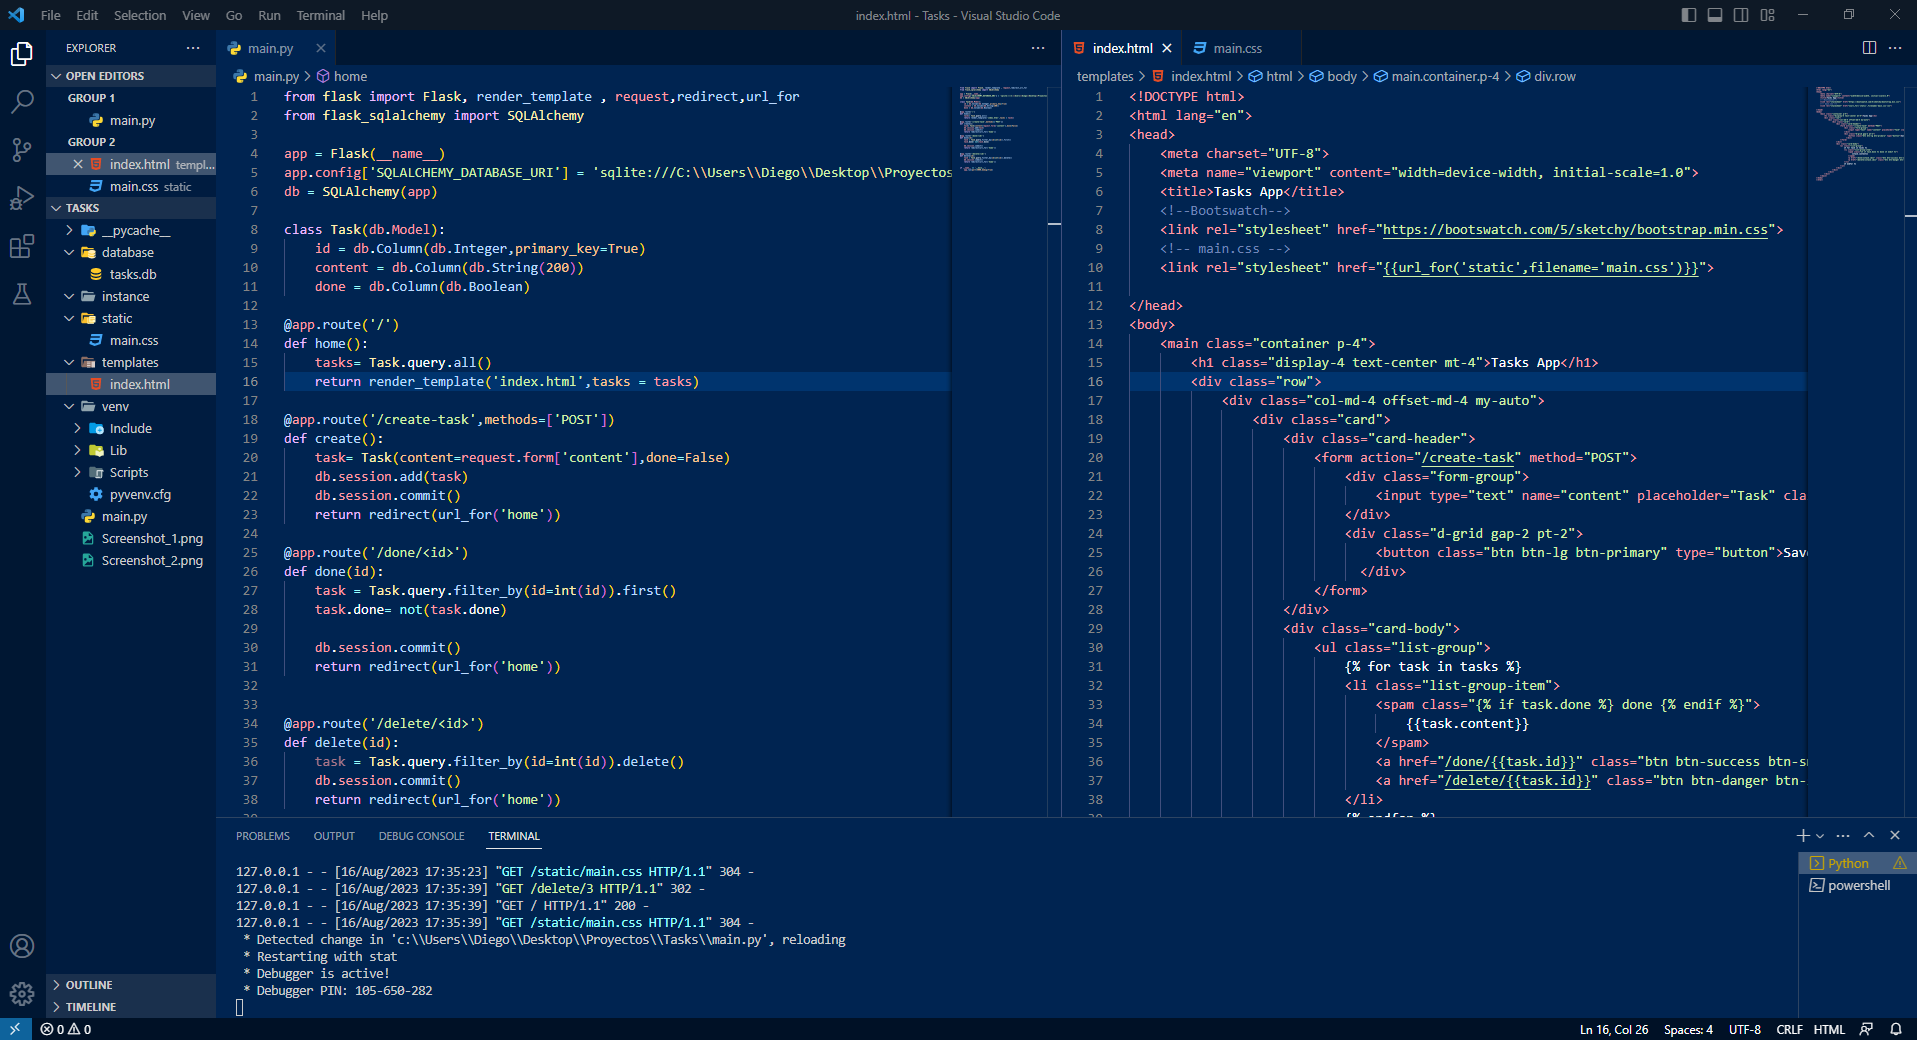 File Edit Selection View Go Run Terminal Help
index.html - Tasks - Visual Studio Code
EXPLORER
OPEN EDITORS
GROUP 1
main.py
GROUP 2
index.html templ...
main.css static
TASKS
__pycache__
database
tasks.db
instance
static
main.css
templates
index.html
venv
Include
Lib
Scripts
pyvenv.cfg
main.py
Screenshot_1.png
Screenshot_2.png
OUTLINE
TIMELINE
main.py
main.py > home
1 from flask import Flask, render_template , request,redirect,url_for
2 from flask_sqlalchemy import SQLAlchemy
3
4 app = Flask(__name__)
5 app.config['SQLALCHEMY_DATABASE_URI'] = 'sqlite:///C:\\Users\\Diego\\Desktop\\Proyectos
6 db = SQLAlchemy(app)
7
8 class Task(db.Model):
9 id = db.Column(db.Integer,primary_key=True)
10 content = db.Column(db.String(200))
11 done = db.Column(db.Boolean)
12
13 @app.route('/')
14 def home():
15 tasks= Task.query.all()
16 return render_template('index.html',tasks = tasks)
17
18 @app.route('/create-task',methods=['POST'])
19 def create():
20 task= Task(content=request.form['content'],done=False)
21 db.session.add(task)
22 db.session.commit()
23 return redirect(url_for('home'))
24
25 @app.route('/done/<id>')
26 def done(id):
27 task = Task.query.filter_by(id=int(id)).first()
28 task.done= not(task.done)
29
30 db.session.commit()
31 return redirect(url_for('home'))
32
33
34 @app.route('/delete/<id>')
35 def delete(id):
36 task = Task.query.filter_by(id=int(id)).delete()
37 db.session.commit()
38 return redirect(url_for('home'))
index.html main.css
templates > index.html > html > body > main.container.p-4 > div.row
1 <!DOCTYPE html>
2 <html lang="en">
3 <head>
4 <meta charset="UTF-8">
5 <meta name="viewport" content="width=device-width, initial-scale=1.0">
6 <title>Tasks App</title>
7 <!--Bootswatch-->
8 <link rel="stylesheet" href="https://bootswatch.com/5/sketchy/bootstrap.min.css">
9 <!-- main.css -->
10 <link rel="stylesheet" href="{{url_for('static',filename='main.css')}}">
11
12 </head>
13 <body>
14 <main class="container p-4">
15 <h1 class="display-4 text-center mt-4">Tasks App</h1>
16 <div class="row">
17 <div class="col-md-4 offset-md-4 my-auto">
18 <div class="card">
19 <div class="card-header">
20 <form action="/create-task" method="POST">
21 <div class="form-group">
22 <input type="text" name="content" placeholder="Task" cla
23 </div>
24 <div class="d-grid gap-2 pt-2">
25 <button class="btn btn-lg btn-primary" type="button">Sav
26 </div>
27 </form>
28 </div>
29 <div class="card-body">
30 <ul class="list-group">
31 {% for task in tasks %}
32 <li class="list-group-item">
33 <spam class="{% if task.done %} done {% endif %}">
34 {{task.content}}
35 </spam>
36 <a href="/done/{{task.id}}" class="btn btn-success btn-s
37 <a href="/delete/{{task.id}}" class="btn btn-danger btn-
38 </li>
PROBLEMS OUTPUT DEBUG CONSOLE TERMINAL
127.0.0.1 - - [16/Aug/2023 17:35:23] "GET /static/main.css HTTP/1.1" 304 -
127.0.0.1 - - [16/Aug/2023 17:35:39] "GET /delete/3 HTTP/1.1" 302 -
127.0.0.1 - - [16/Aug/2023 17:35:39] "GET / HTTP/1.1" 200 -
127.0.0.1 - - [16/Aug/2023 17:35:39] "GET /static/main.css HTTP/1.1" 304 -
* Detected change in 'c:\\Users\\Diego\\Desktop\\Proyectos\\Tasks\\main.py', reloading
* Restarting with stat
* Debugger is active!
* Debugger PIN: 105-650-282
Python
powershell
0 0
Ln 16, Col 26 Spaces: 4 UTF-8 CRLF HTML